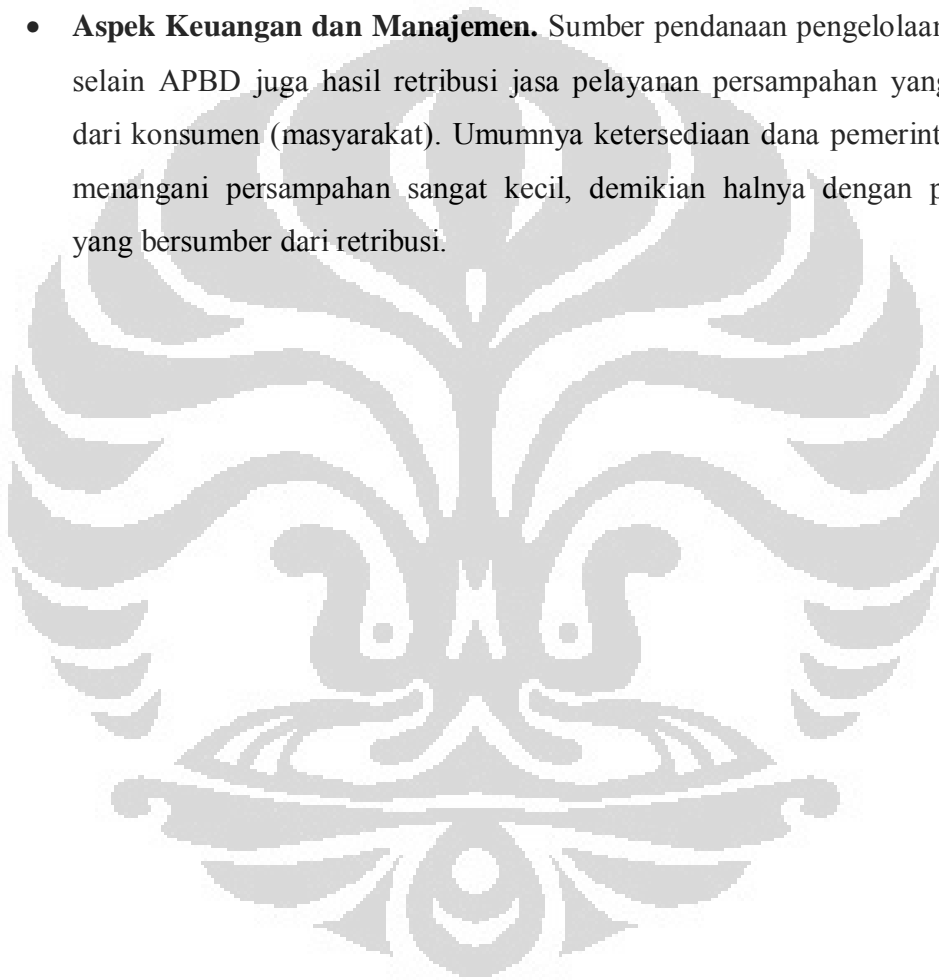 • Aspek Keuangan dan Manajemen. Sumber pendanaan pengelolaan
selain APBD juga hasil retribusi jasa pelayanan persampahan yang
dari konsumen (masyarakat). Umumnya ketersediaan dana
menangani persampahan sangat kecil, demikian halnya dengan
yang bersumber dari retribusi.